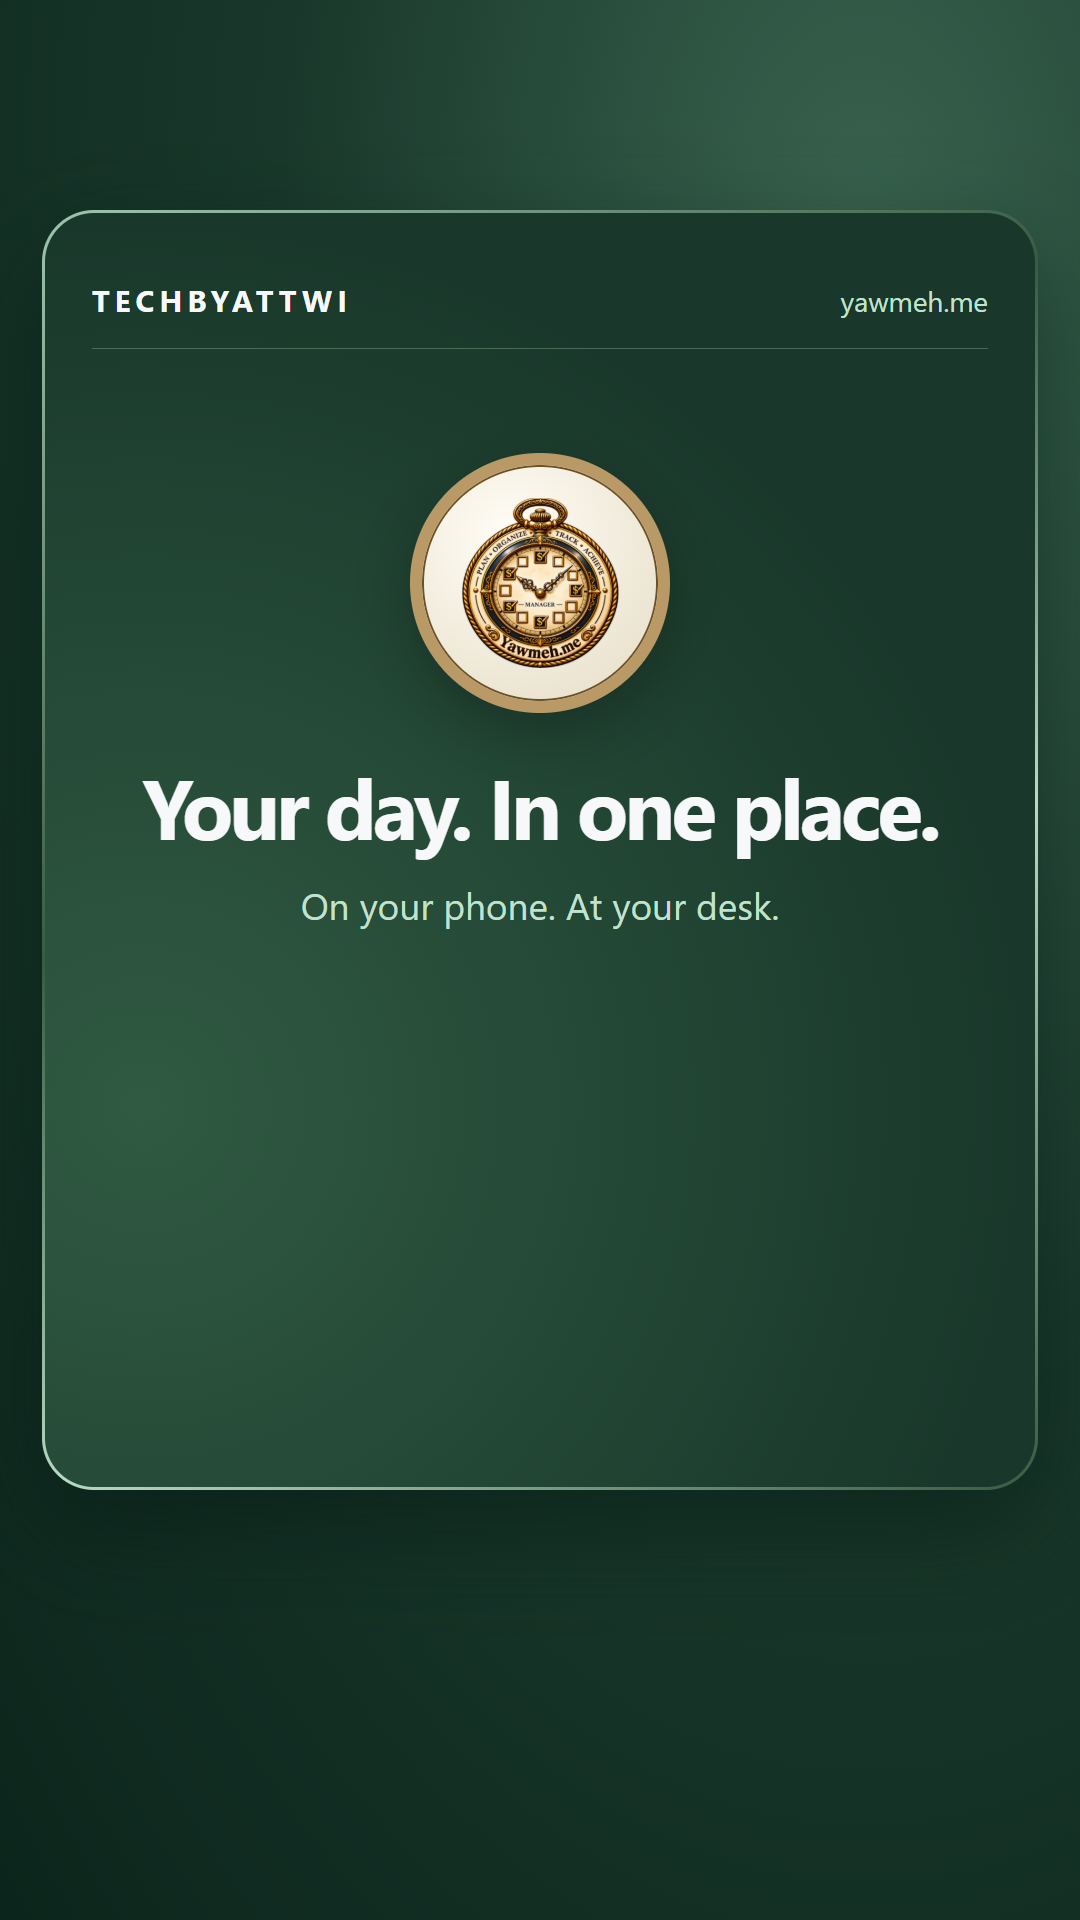 TECHBYATTWI
yawmeh.me
PLAN • ORGANIZE • TRACK • ACHIEVE
MANAGER
Yawmeh.me
Your day. In one place.
On your phone. At your desk.